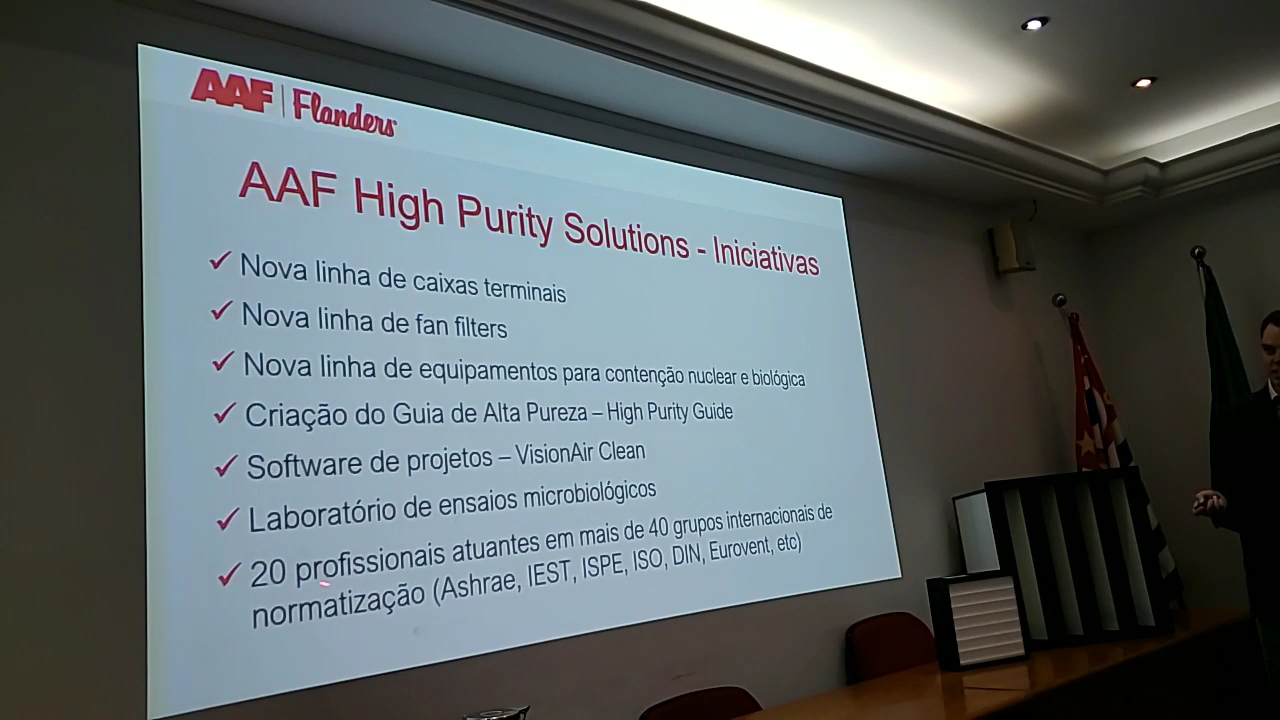 AAF | Flanders
AAF High Purity Solutions - Iniciativas
✓ Nova linha de caixas terminais
✓ Nova linha de fan filters
✓ Nova linha de equipamentos para contenção nuclear e biológica
✓ Criação do Guia de Alta Pureza – High Purity Guide
✓ Software de projetos – VisionAir Clean
✓ Laboratório de ensaios microbiológicos
✓ 20 profissionais atuantes em mais de 40 grupos internacionais de
normatização (Ashrae, IEST, ISPE, ISO, DIN, Eurovent, etc)